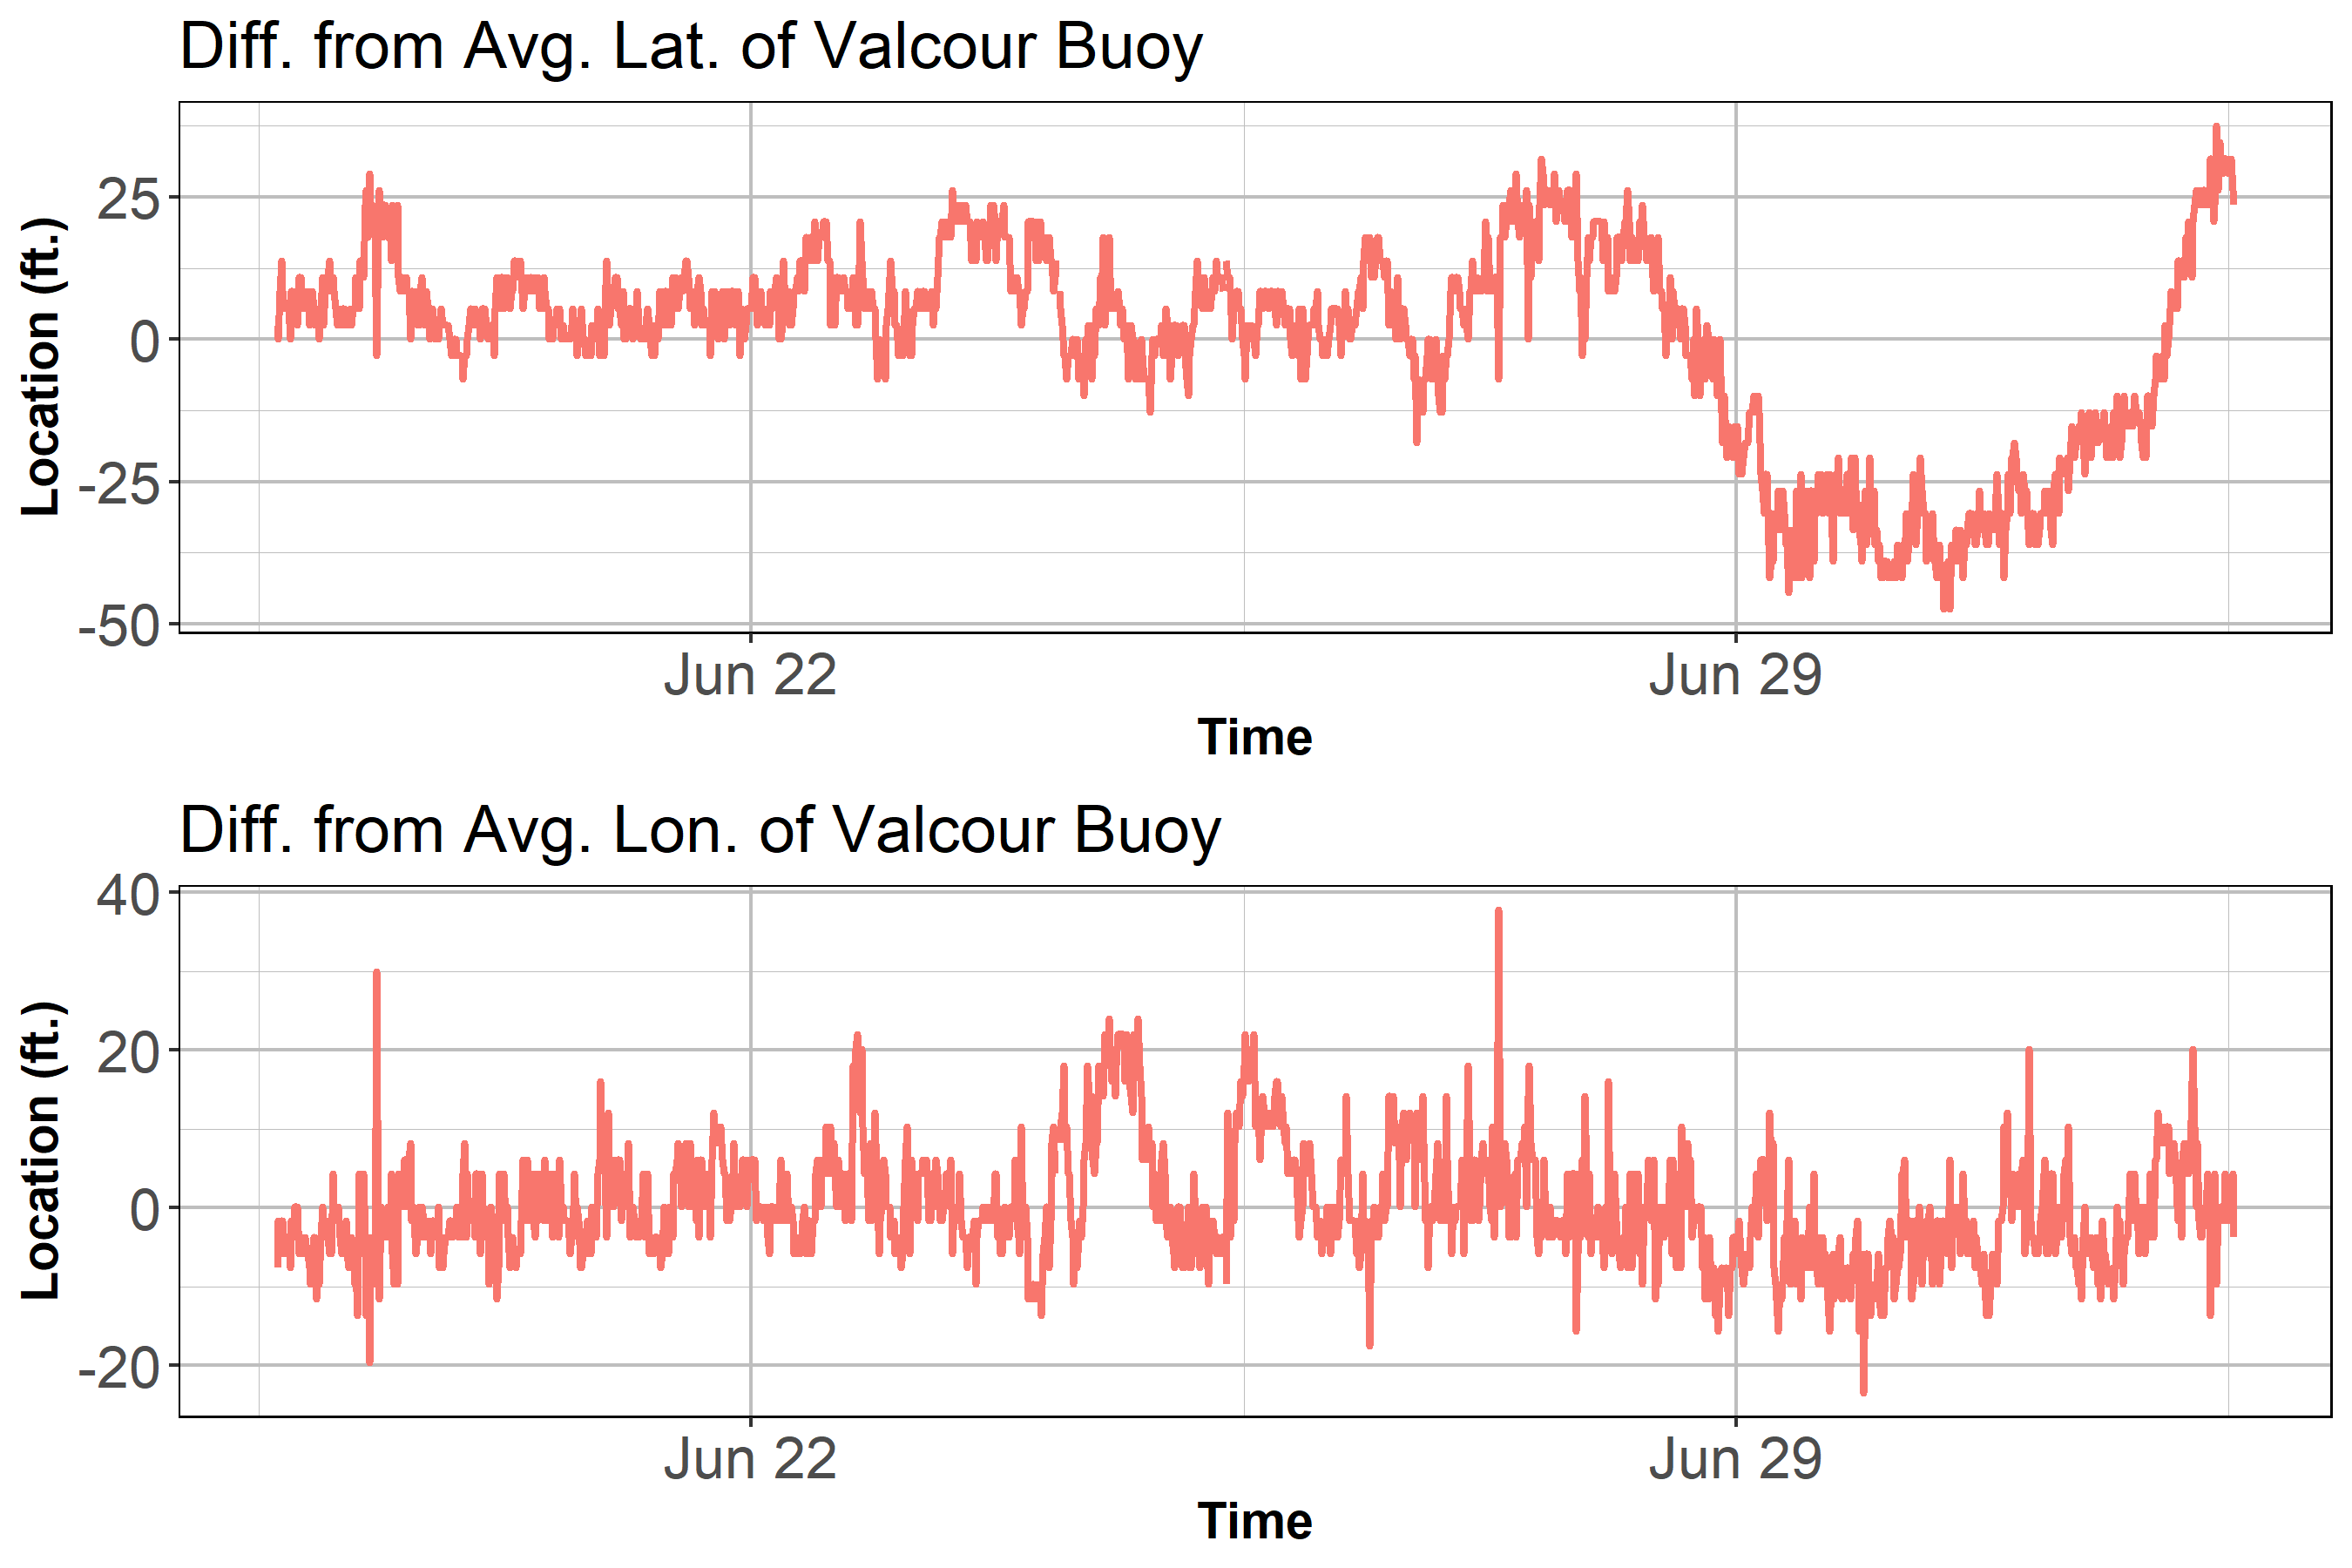 Diff. from Avg. Lat. of Valcour Buoy
Location (ft.)
25
0
-25
-50
Jun 22
Jun 29
Time
Diff. from Avg. Lon. of Valcour Buoy
Location (ft.)
40
20
0
-20
Jun 22
Jun 29
Time